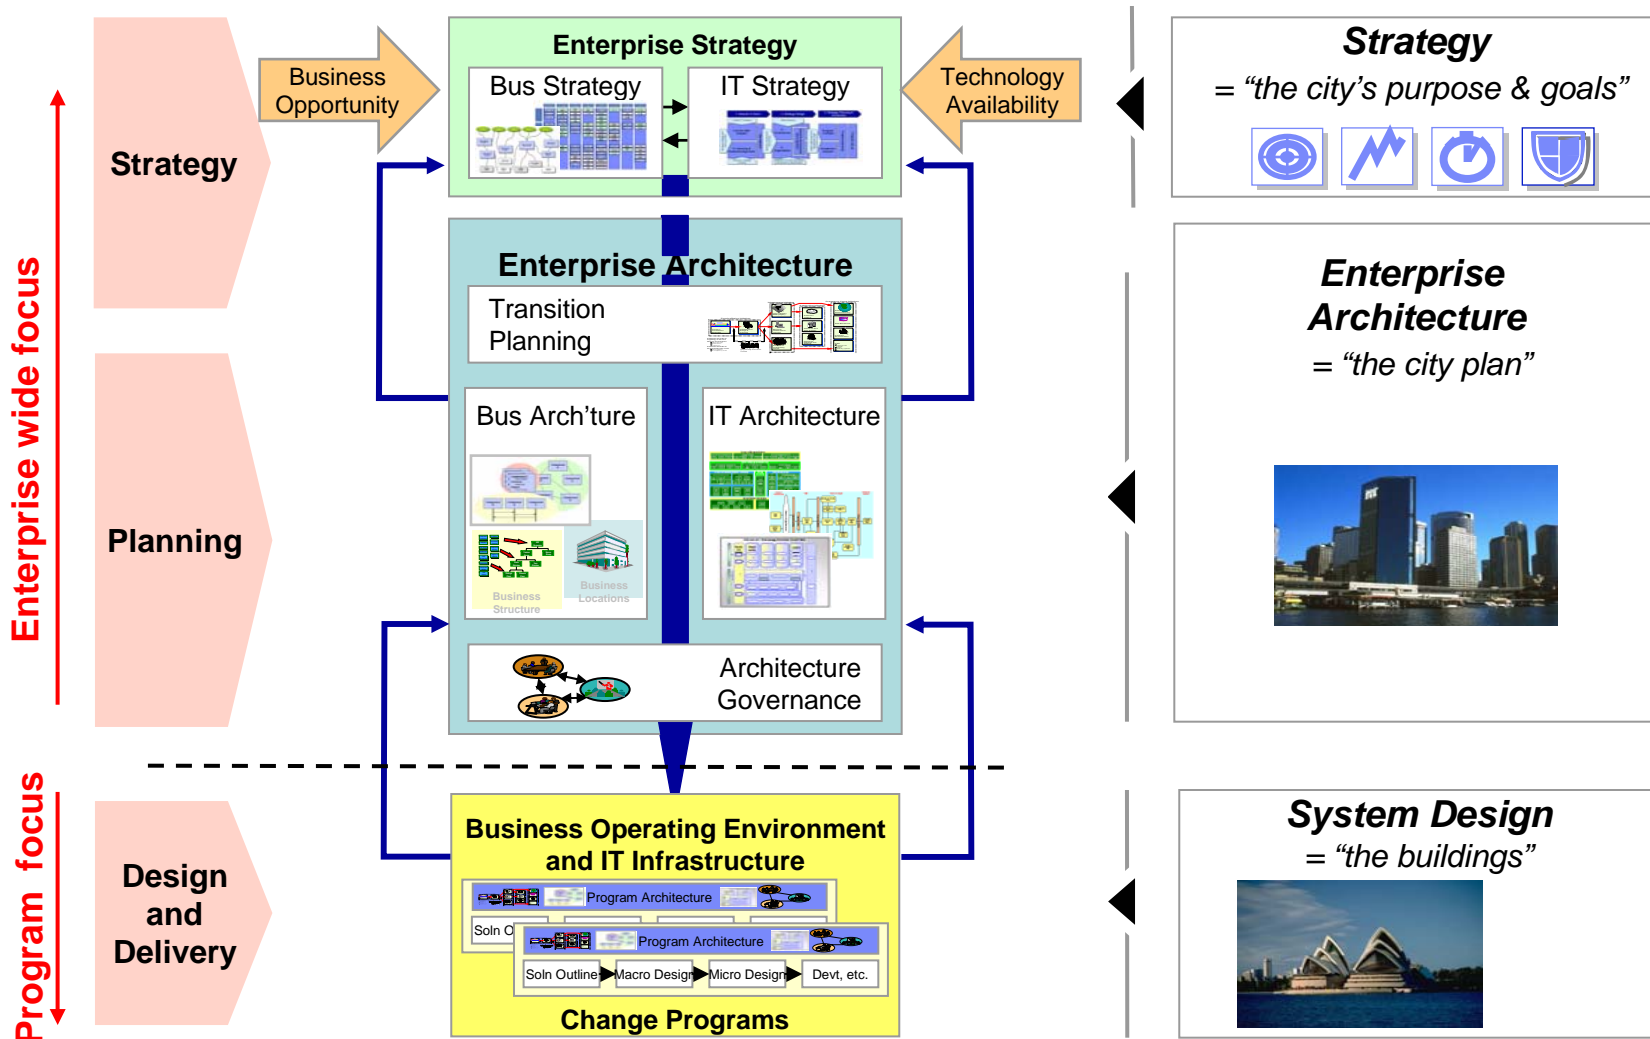 Enterprise wide focus
Program focus
Strategy
Planning
Design
and
Delivery
Business
Opportunity
Enterprise Strategy
Bus Strategy
IT Strategy
Technology
Availability
Enterprise Architecture
Transition
Planning
Bus Arch’ture
Business
Structure
Business
Locations
IT Architecture
Architecture
Governance
Business Operating Environment
and IT Infrastructure
Program Architecture
Soln O
Program Architecture
Soln Outline
Macro Design
Micro Design
Devt, etc.
Change Programs
Strategy
= “the city’s purpose & goals”
Enterprise
Architecture
= “the city plan”
System Design
= “the buildings”